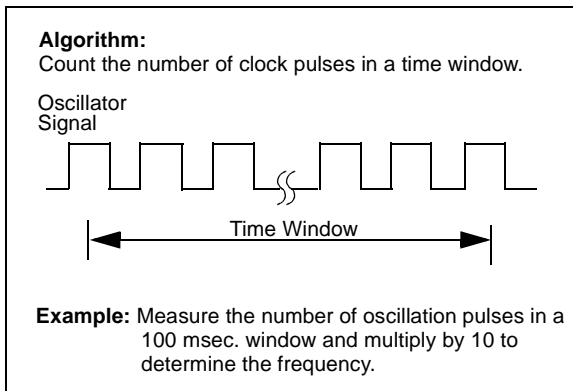 Algorithm:
Count the number of clock pulses in a time window.
Oscillator
Signal
Time Window
Example: Measure the number of oscillation pulses in a
100 msec. window and multiply by 10 to
determine the frequency.